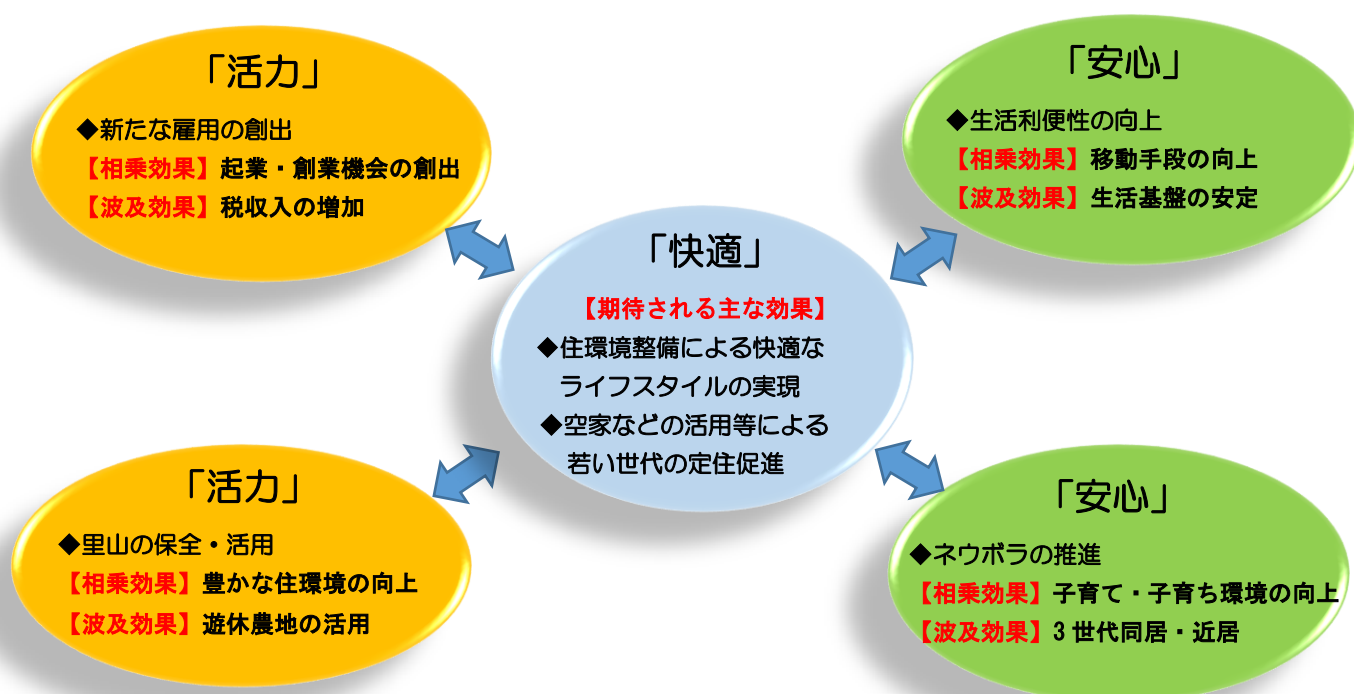 「活力」
◆新たな雇用の創出
【相乗効果】起業・創業機会の創出
【波及効果】税収入の増加
「安心」
◆生活利便性の向上
【相乗効果】移動手段の向上
【波及効果】生活基盤の安定
「快適」
【期待される主な効果】
◆住環境整備による快適な
ライフスタイルの実現
◆空家などの活用等による
若い世代の定住促進
「活力」
◆里山の保全・活用
【相乗効果】豊かな住環境の向上
【波及効果】遊休農地の活用
「安心」
◆ネウボラの推進
【相乗効果】子育て・子育ち環境の向上
【波及効果】3世代同居・近居